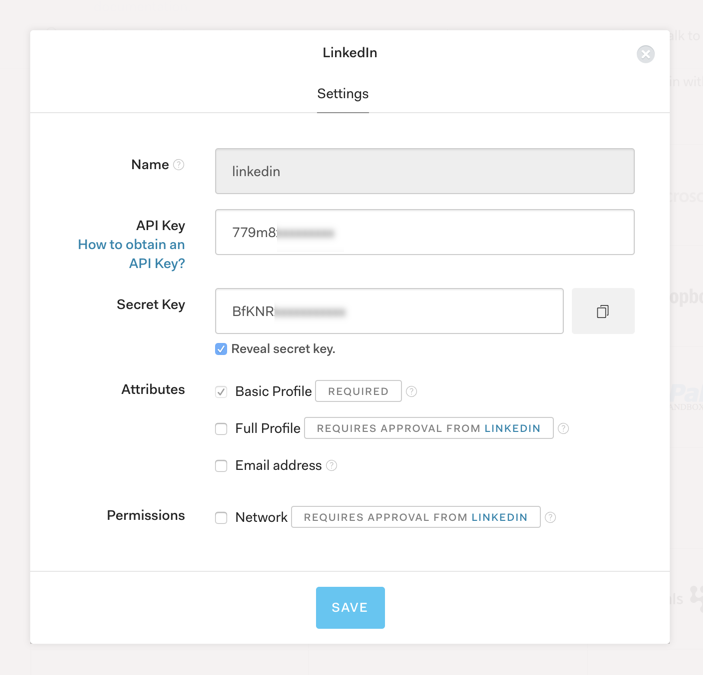 LinkedIn
Settings
Name
linkedin
API Key
How to obtain an
API Key?
779m8
Secret Key
BfKNR
Reveal secret key.
Attributes
Basic Profile REQUIRED
Full Profile REQUIRES APPROVAL FROM LINKEDIN
Email address
Permissions
Network REQUIRES APPROVAL FROM LINKEDIN
SAVE